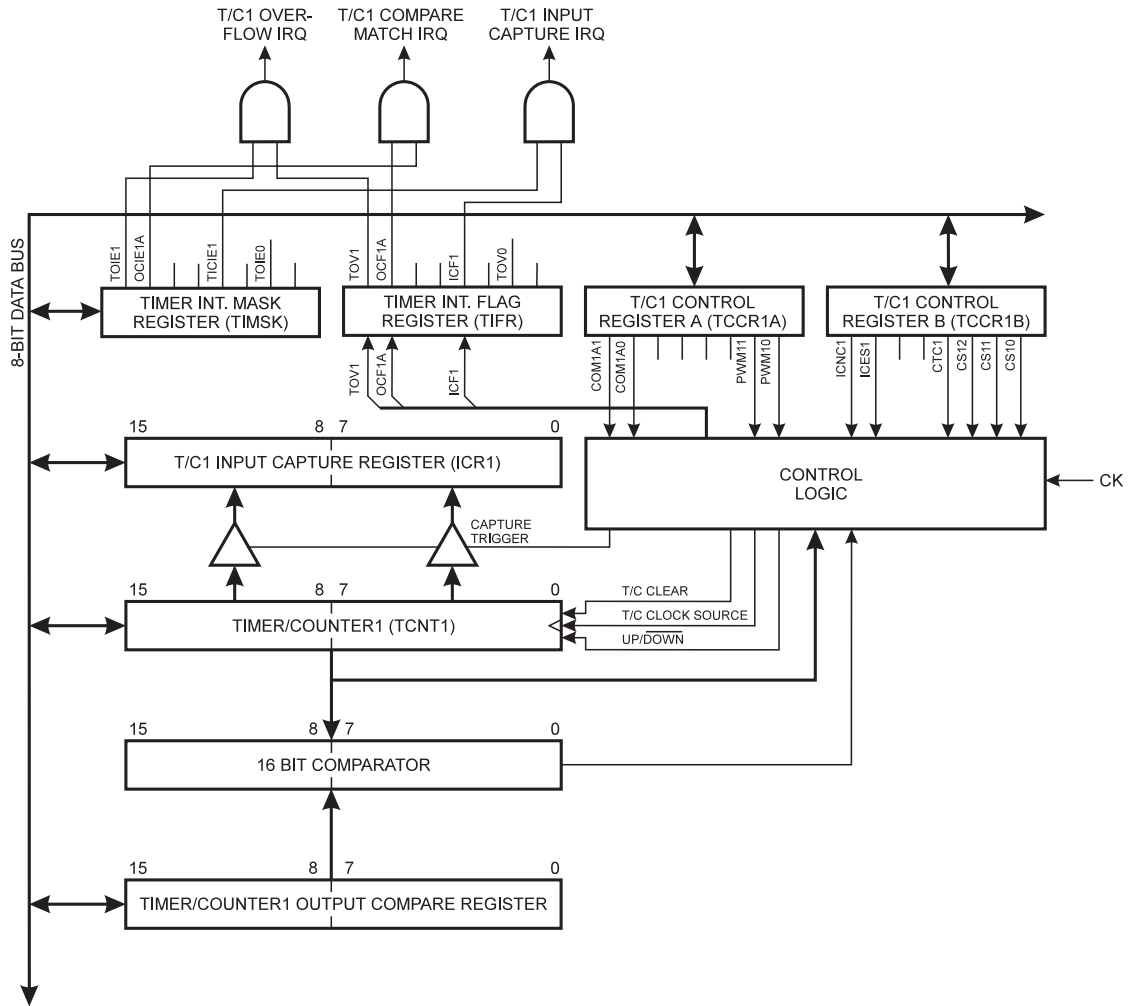 T/C1 OVER-
FLOW IRQ
T/C1 COMPARE
MATCH IRQ
T/C1 INPUT
CAPTURE IRQ
8-BIT DATA BUS
TOIE1
OCIE1A
TICIE1
TOIE0
TOV1
OCF1A
ICF1
TOV0
TIMER INT. MASK
REGISTER (TIMSK)
TIMER INT. FLAG
REGISTER (TIFR)
T/C1 CONTROL
REGISTER A (TCCR1A)
T/C1 CONTROL
REGISTER B (TCCR1B)
TOV1
OCF1A
ICF1
COM1A1
COM1A0
PWM11
PWM10
ICNC1
ICES1
CTC1
CS12
CS11
CS10
15 8 7 0
T/C1 INPUT CAPTURE REGISTER (ICR1)
CONTROL
LOGIC
CK
CAPTURE
TRIGGER
15 8 7 0
TIMER/COUNTER1 (TCNT1)
T/C CLEAR
T/C CLOCK SOURCE
UP/DOWN
15 8 7 0
16 BIT COMPARATOR
15 8 7 0
TIMER/COUNTER1 OUTPUT COMPARE REGISTER